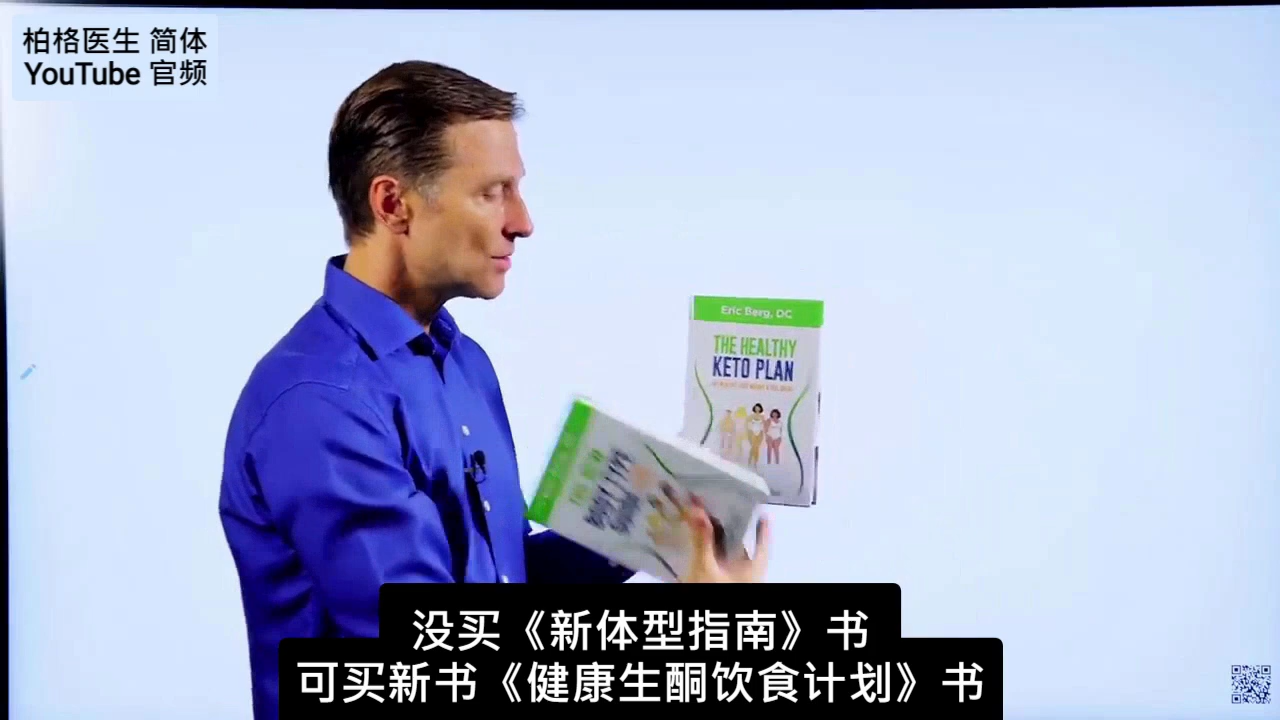 柏格医生 简体
YouTube 官频
Eric Berg, DC
THE HEALTHY
KETO PLAN
没买《新体型指南》书
可买新书《健康生酮饮食计划》书